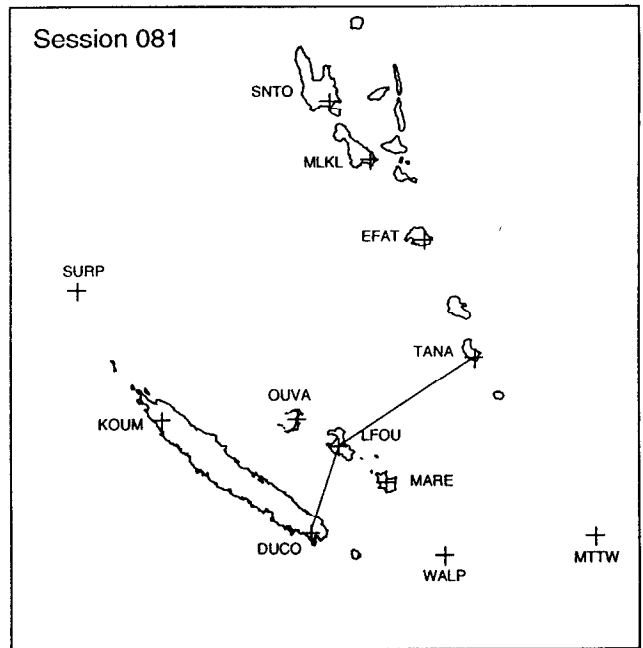 Session 081
SNTO
MLKL
EFAT
SURP
TANA
OUVA
KOUM
LFOU
MARE
DUCO
WALP
MTTW